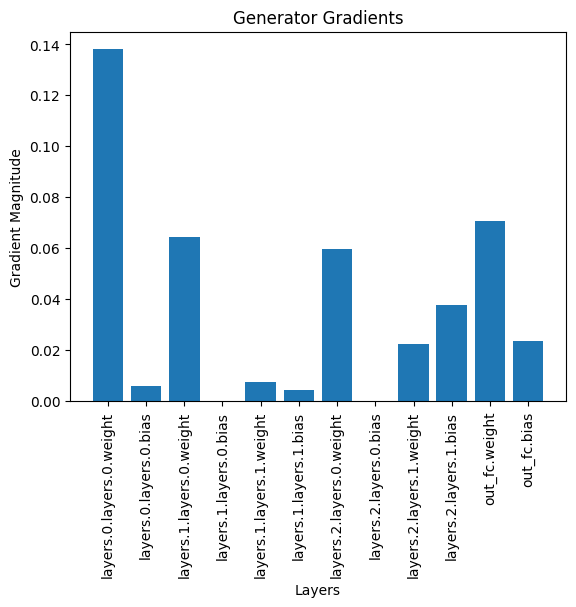 Generator Gradients
Gradient Magnitude
0.14
0.12
0.10
0.08
0.06
0.04
0.02
0.00
layers.0.layers.0.weight
layers.0.layers.0.bias
layers.1.layers.0.weight
layers.1.layers.0.bias
layers.1.layers.1.weight
layers.1.layers.1.bias
layers.2.layers.0.weight
layers.2.layers.0.bias
layers.2.layers.1.weight
layers.2.layers.1.bias
out_fc.weight
out_fc.bias
Layers